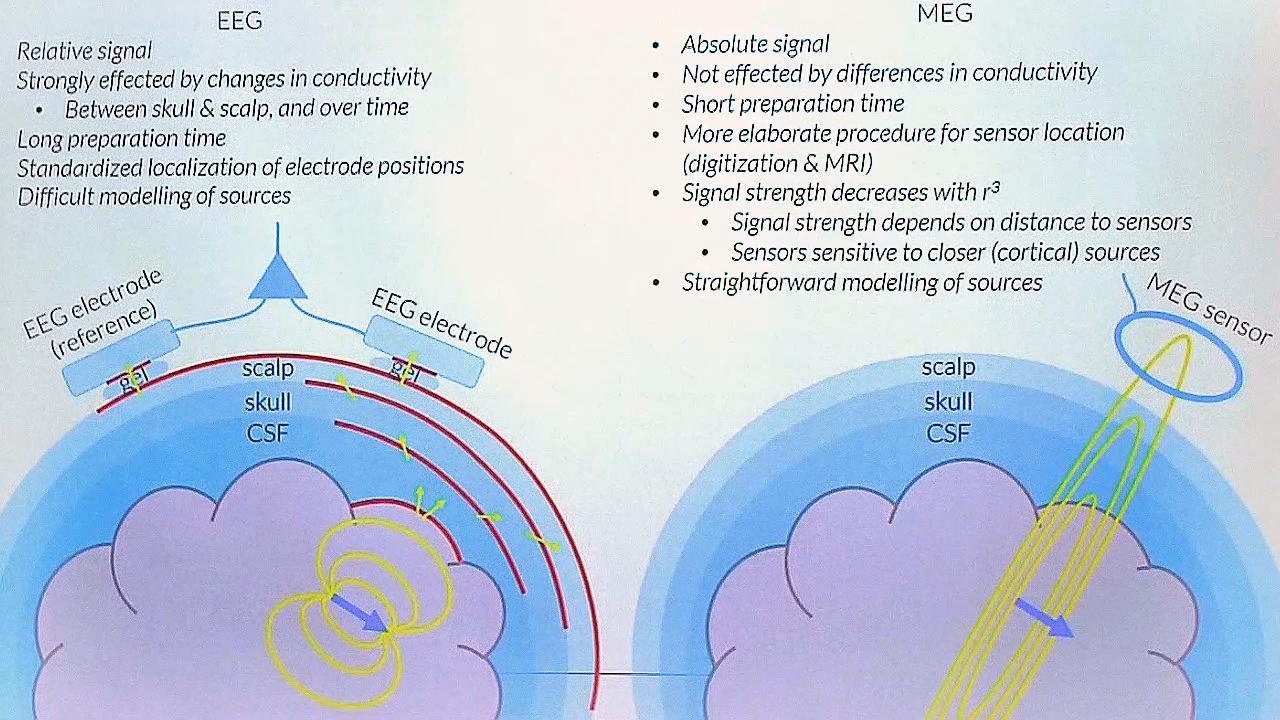 EEG
Relative signal
Strongly effected by changes in conductivity
• Between skull & scalp, and over time
Long preparation time
Standardized localization of electrode positions
Difficult modelling of sources
EEG electrode
(reference)
EEG electrode
gel
gel
scalp
skull
CSF
MEG
• Absolute signal
• Not effected by differences in conductivity
• Short preparation time
• More elaborate procedure for sensor location
(digitization & MRI)
• Signal strength decreases with r³
• Signal strength depends on distance to sensors
• Sensors sensitive to closer (cortical) sources
• Straightforward modelling of sources
MEG sensor
scalp
skull
CSF